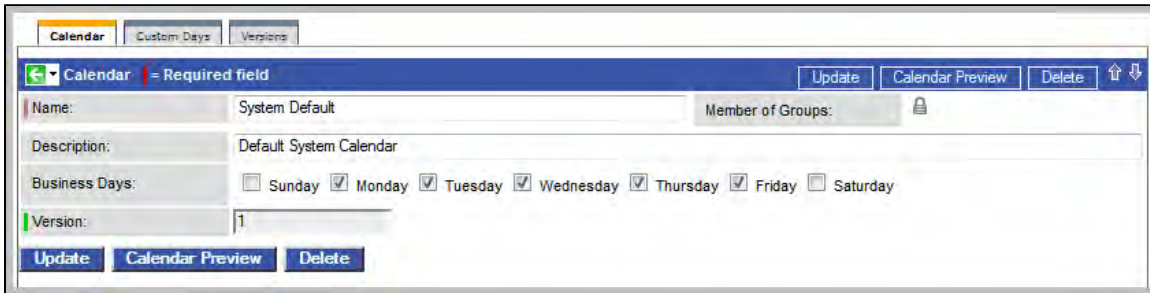 Calendar Custom Days Versions
Calendar = Required field Update Calendar Preview Delete
Name: System Default Member of Groups:
Description: Default System Calendar
Business Days: Sunday Monday Tuesday Wednesday Thursday Friday Saturday
Version: 1
Update Calendar Preview Delete